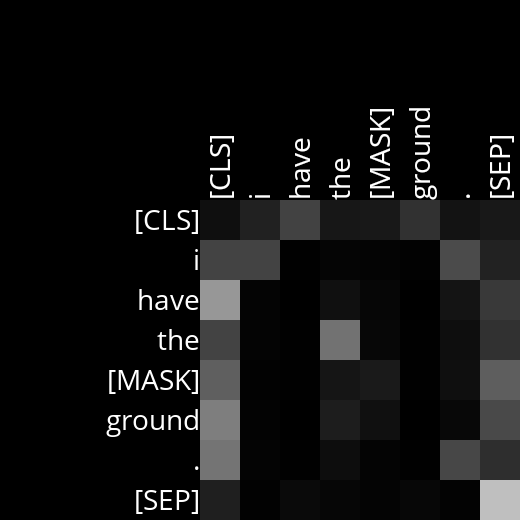 [CLS]
i
have
the
[MASK]
ground
.
[SEP]
[CLS]
i
have
the
[MASK]
ground
.
[SEP]